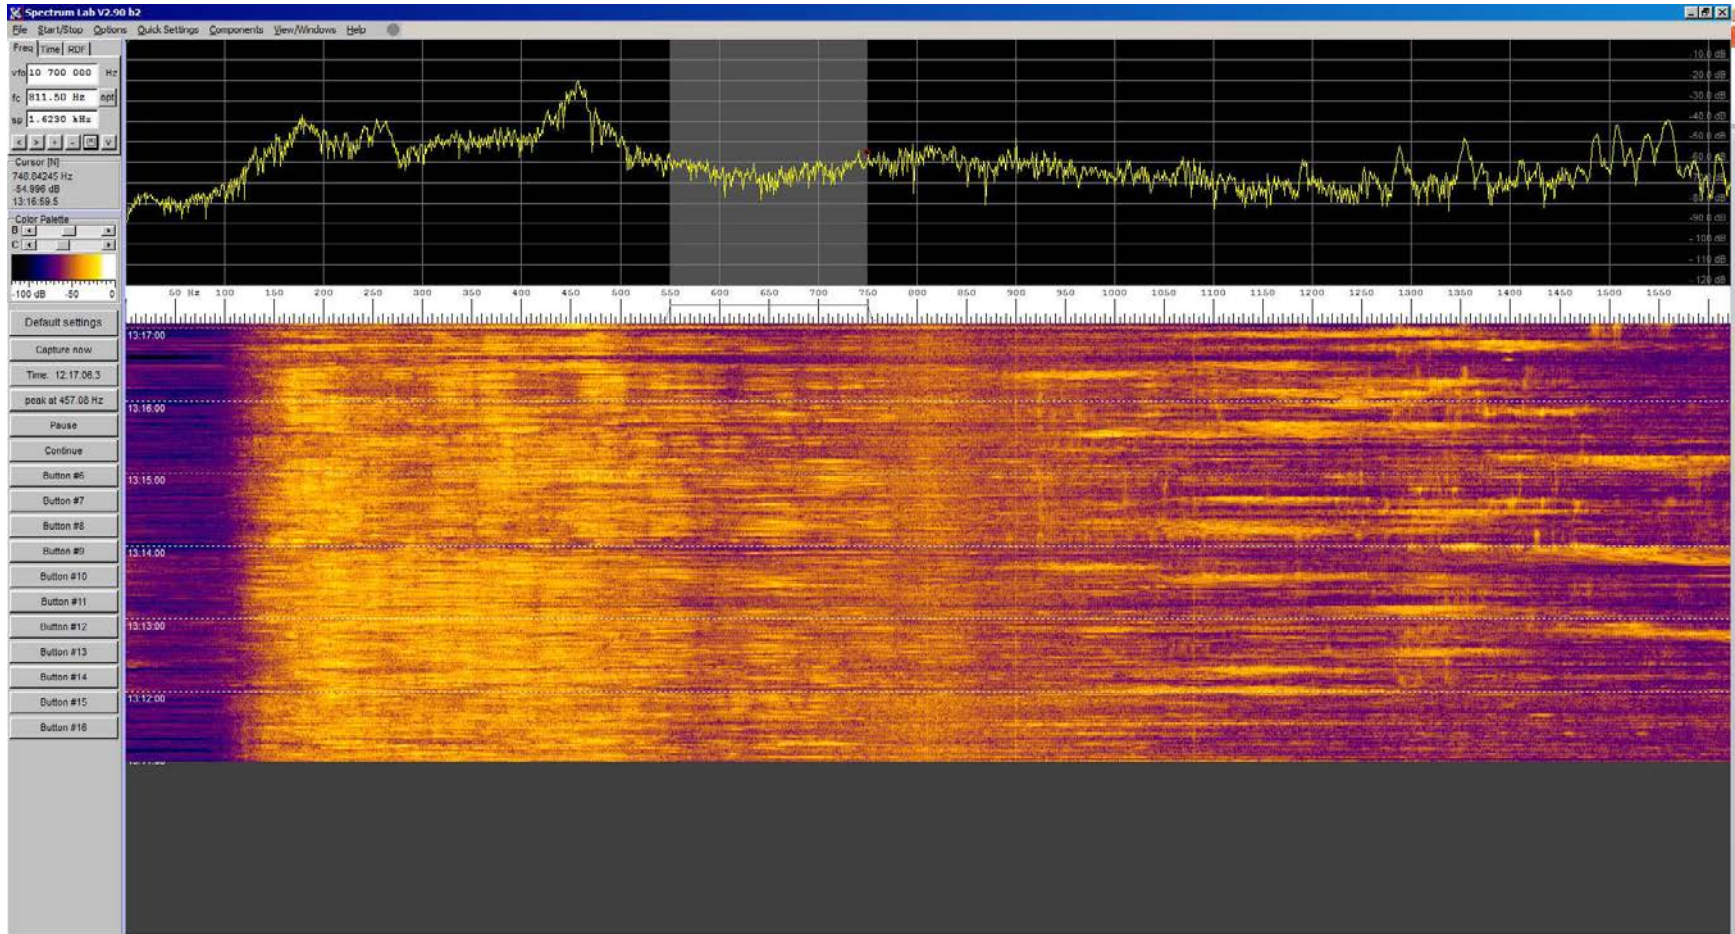 Spectrum Lab V2.90 b2
File Start/Stop Options Quick Settings Components View/Windows Help
Freq Time RDF
vfo 10 700 000 Hz
fc 811.50 Hz opt
sp 1.6230 kHz
< > + - V
Cursor [N]
748.84245 Hz
-54.996 dB
13:16:59.5
Color Palette
B
C
-100 dB -50 0
Default settings
Capture now
Time: 12:17:06.3
peak at 457.08 Hz
Pause
Continue
Button #6
Button #7
Button #8
Button #9
Button #10
Button #11
Button #12
Button #13
Button #14
Button #15
Button #16
-10.0 dB
-20.0 dB
-30.0 dB
-40.0 dB
-50.0 dB
-60.0 dB
-80.0 dB
-90.0 dB
-100 dB
-110 dB
-120 dB
50 Hz 100 150 200 250 300 350 400 450 500 550 600 650 700 750 800 850 900 950 1000 1050 1100 1150 1200 1250 1300 1350 1400 1450 1500 1550
13:17:00
13:16:00
13:15:00
13:14:00
13:13:00
13:12:00